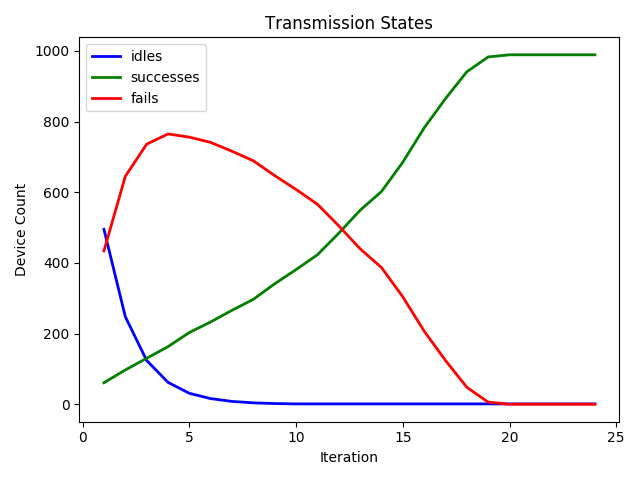 Transmission States
idles
successes
fails
Device Count
1000
800
600
400
200
0
0 5 10 15 20 25
Iteration